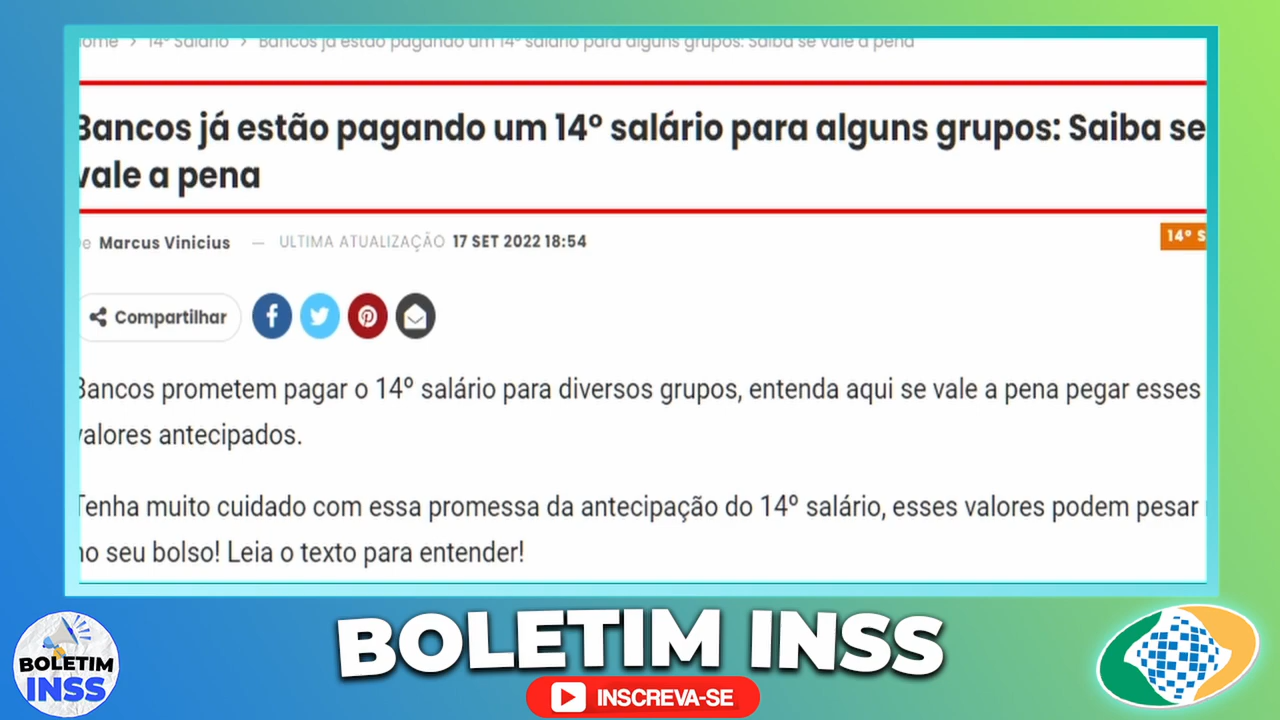 ome > 14º Salário > Bancos já estão pagando um 14º salário para alguns grupos: Saiba se vale a pena
Bancos já estão pagando um 14º salário para alguns grupos: Saiba se
vale a pena
De Marcus Vinicius — ULTIMA ATUALIZAÇÃO 17 SET 2022 18:54
14º S
Compartilhar
Bancos prometem pagar o 14º salário para diversos grupos, entenda aqui se vale a pena pegar esses
valores antecipados.
Tenha muito cuidado com essa promessa da antecipação do 14º salário, esses valores podem pesar
no seu bolso! Leia o texto para entender!
BOLETIM INSS
INSCREVA-SE
BOLETIM
INSS